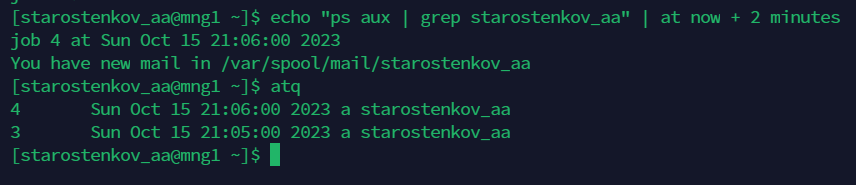 [starostenkov_aa@mng1 ~]$ echo "ps aux | grep starostenkov_aa" | at now + 2 minutes
job 4 at Sun Oct 15 21:06:00 2023
You have new mail in /var/spool/mail/starostenkov_aa
[starostenkov_aa@mng1 ~]$ atq
4       Sun Oct 15 21:06:00 2023 a starostenkov_aa
3       Sun Oct 15 21:05:00 2023 a starostenkov_aa
[starostenkov_aa@mng1 ~]$